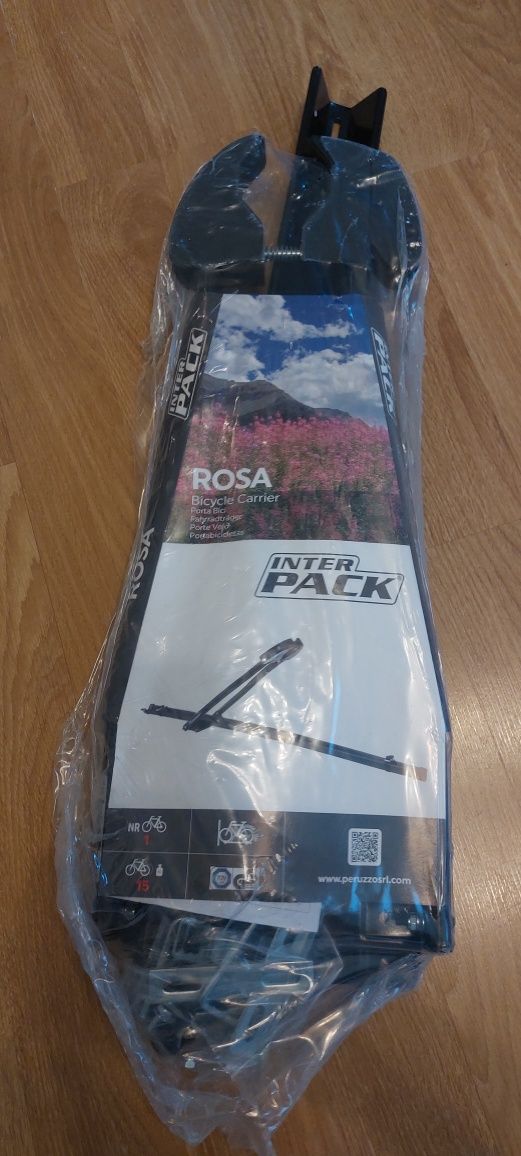 INTER
PACK
PACK
ROSA
Bicycle Carrier
Porta Bici
Fahrradträger
Porte Vélo
Portabicicletas
ROSA
INTER
PACK
NR
1
15
www.peruzzosrl.com